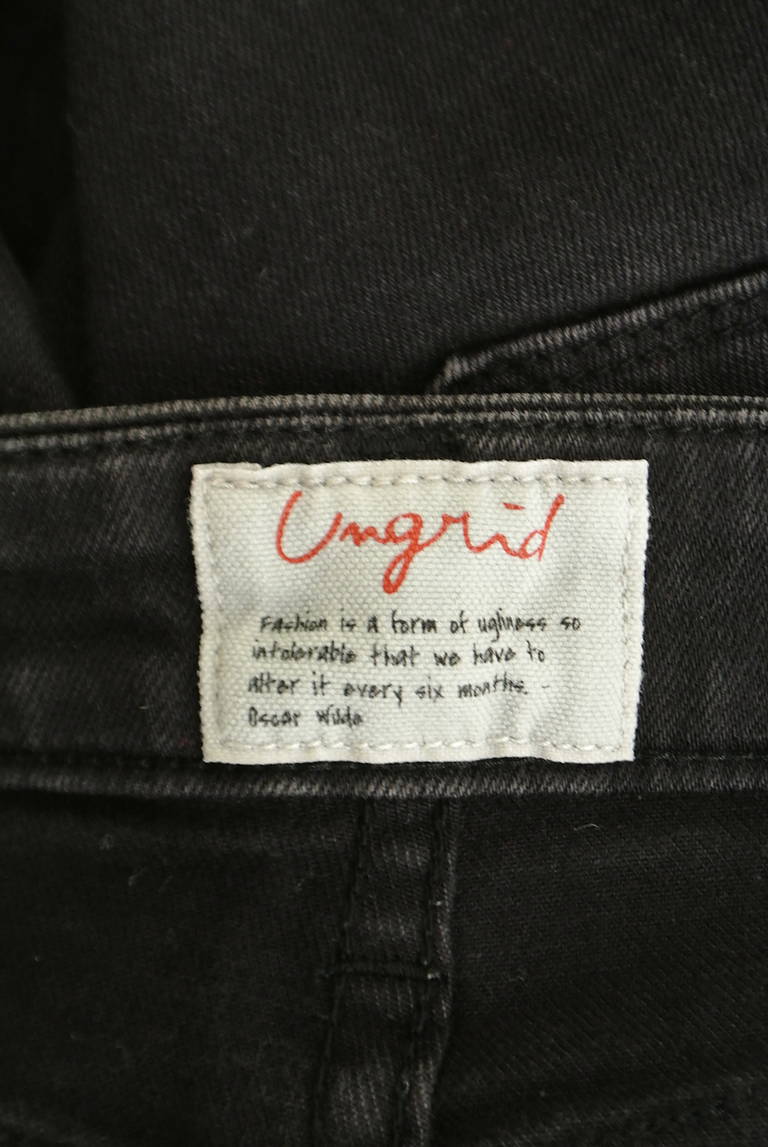 Ungrid
Fashion is a form of ugliness so
intolerable that we have to
alter it every six months. -
Oscar Wilde